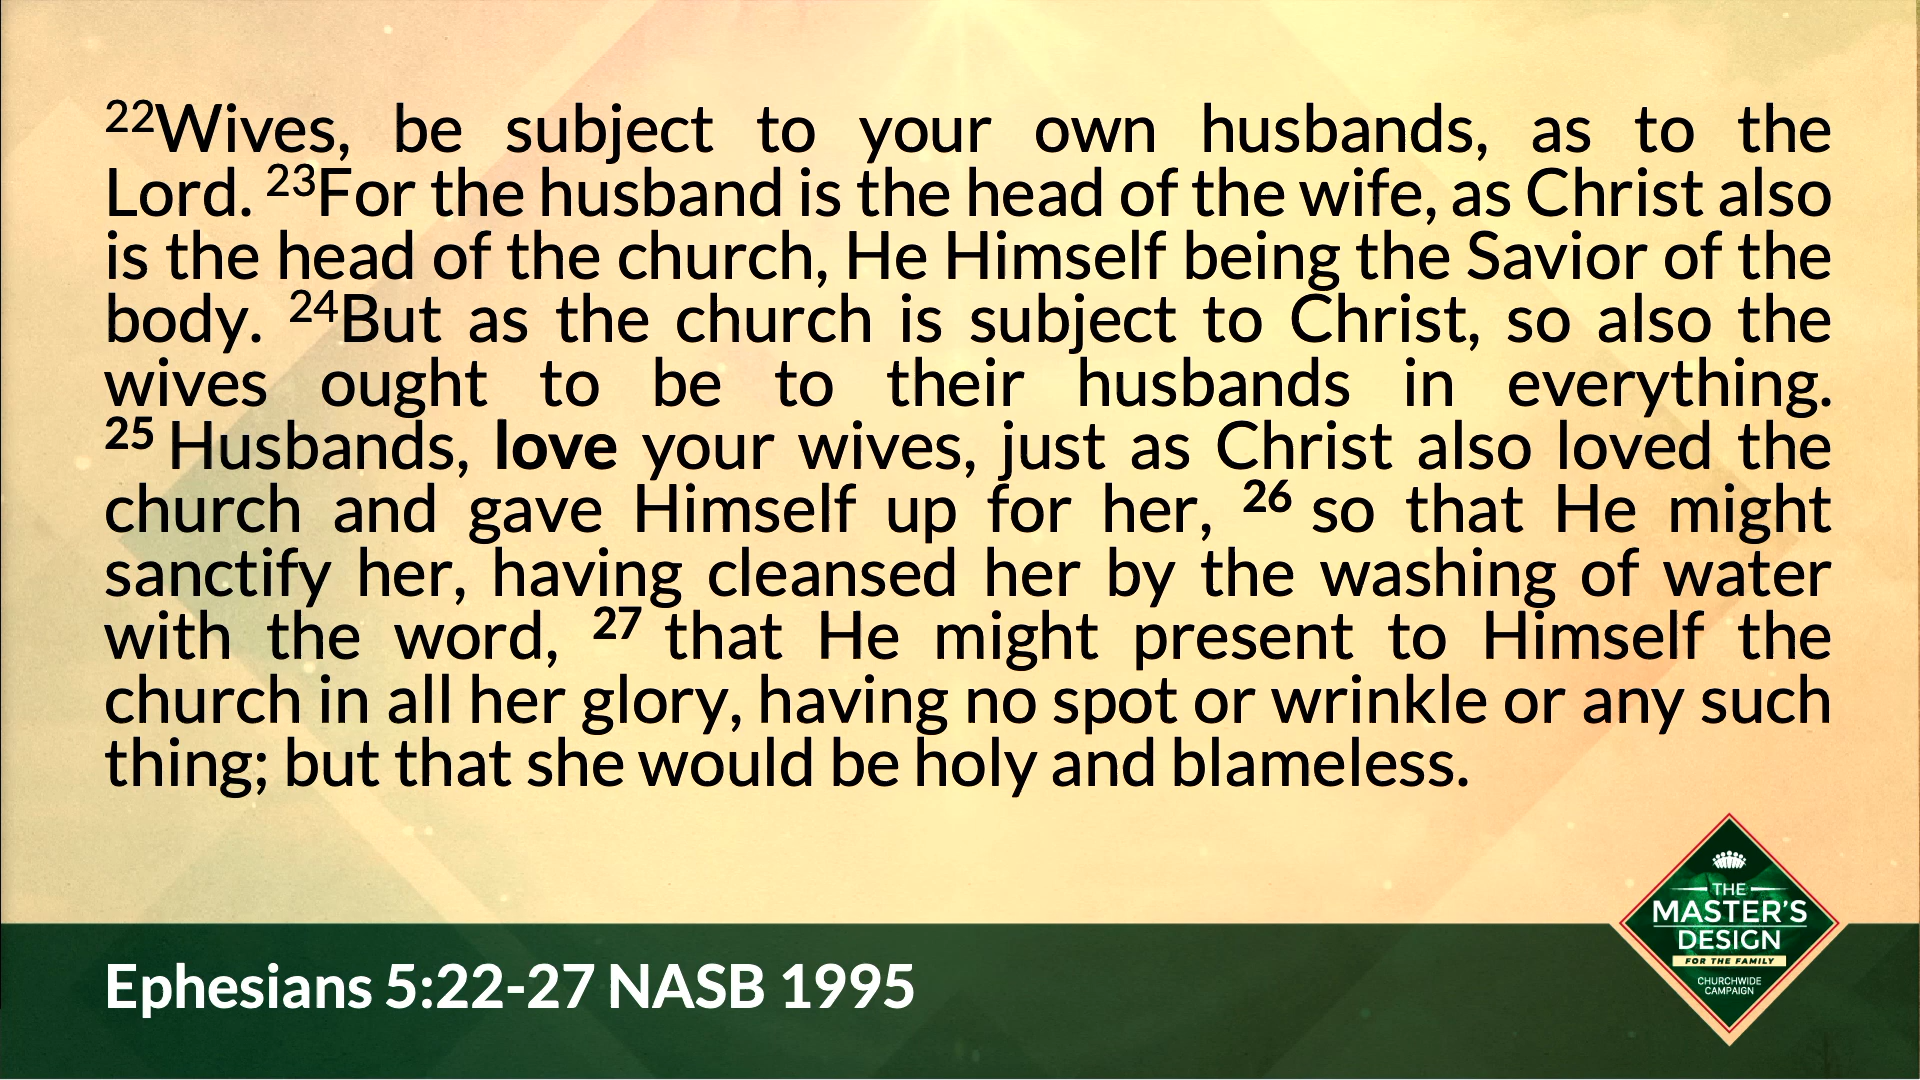 22Wives, be subject to your own husbands, as to the
Lord. 23For the husband is the head of the wife, as Christ also
is the head of the church, He Himself being the Savior of the
body. 24But as the church is subject to Christ, so also the
wives ought to be to their husbands in everything.
25 Husbands, love your wives, just as Christ also loved the
church and gave Himself up for her, 26 so that He might
sanctify her, having cleansed her by the washing of water
with the word, 27 that He might present to Himself the
church in all her glory, having no spot or wrinkle or any such
thing; but that she would be holy and blameless.
Ephesians 5:22-27 NASB 1995
THE
MASTER'S
DESIGN
FOR THE FAMILY
CHURCHWIDE
CAMPAIGN